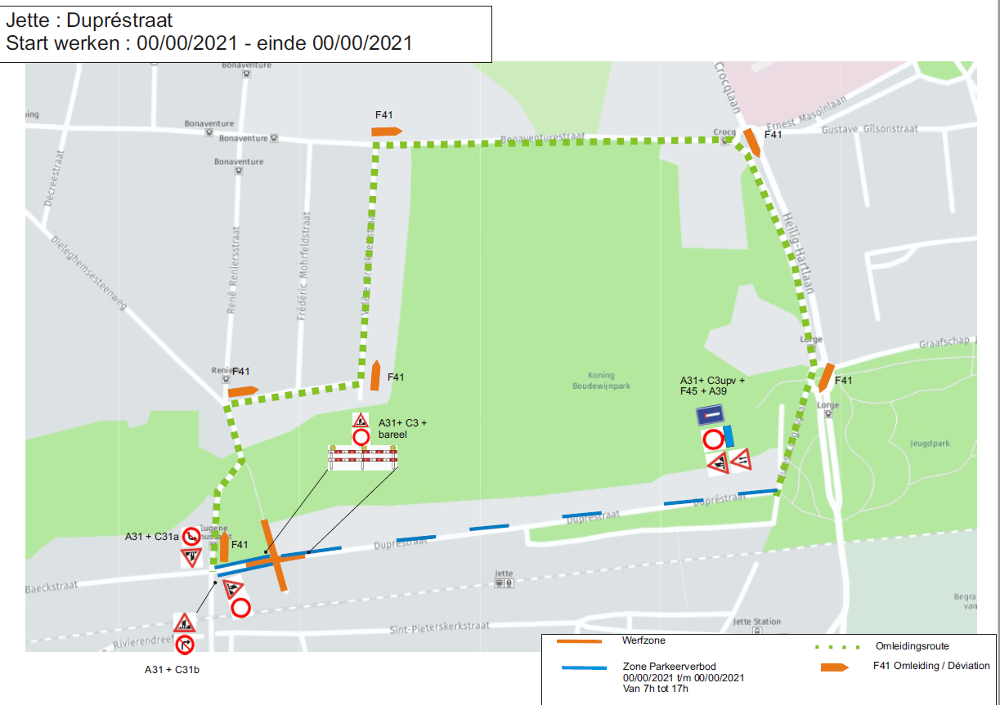 Jette : Dupréstraat
Start werken : 00/00/2021 - einde 00/00/2021
Bonaventure
Crocqlaan
Ernest Masoinlaan
F41
F41
Bonaventure
Bonaventure
Bonaventurestraat
Crocq
Gustave Gilsonstraat
Bonaventure
Decreestraat
Dieleghemsesteenweg
René Reniersstraat
Frédéric Mohrfeldstraat
Heilig-Hartlaan
Lorge
Graafschap
F41
F41
Koning
Boudewijnpark
A31+ C3upv +
F45 + A39
F41
Lorge
A31+ C3 +
bareel
Jeugdpark
Dupréstraat
Dupréstraat
Dupréstraat
A31 + C31a
Eugène
F41
Baeckstraat
Jette
Begra
van
Rivierendreef
Sint-Pieterskerkstraat
Jette Station
A31 + C31b
Werfzone
Omleidingsroute
Zone Parkeerverbod
00/00/2021 t/m 00/00/2021
Van 7h tot 17h
F41 Omleiding / Déviation